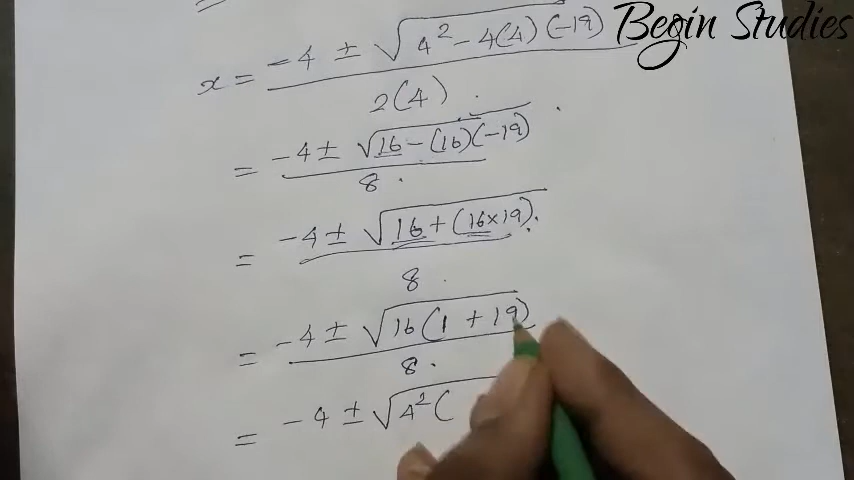 Begin Studies
x = -4 ± √4² - 4(4)(-19)
2(4)
= -4 ± √16 - (16)(-19)
8
= -4 ± √16 + (16×19)
8
= -4 ± √16(1 + 19)
8
= -4 ± √4²(